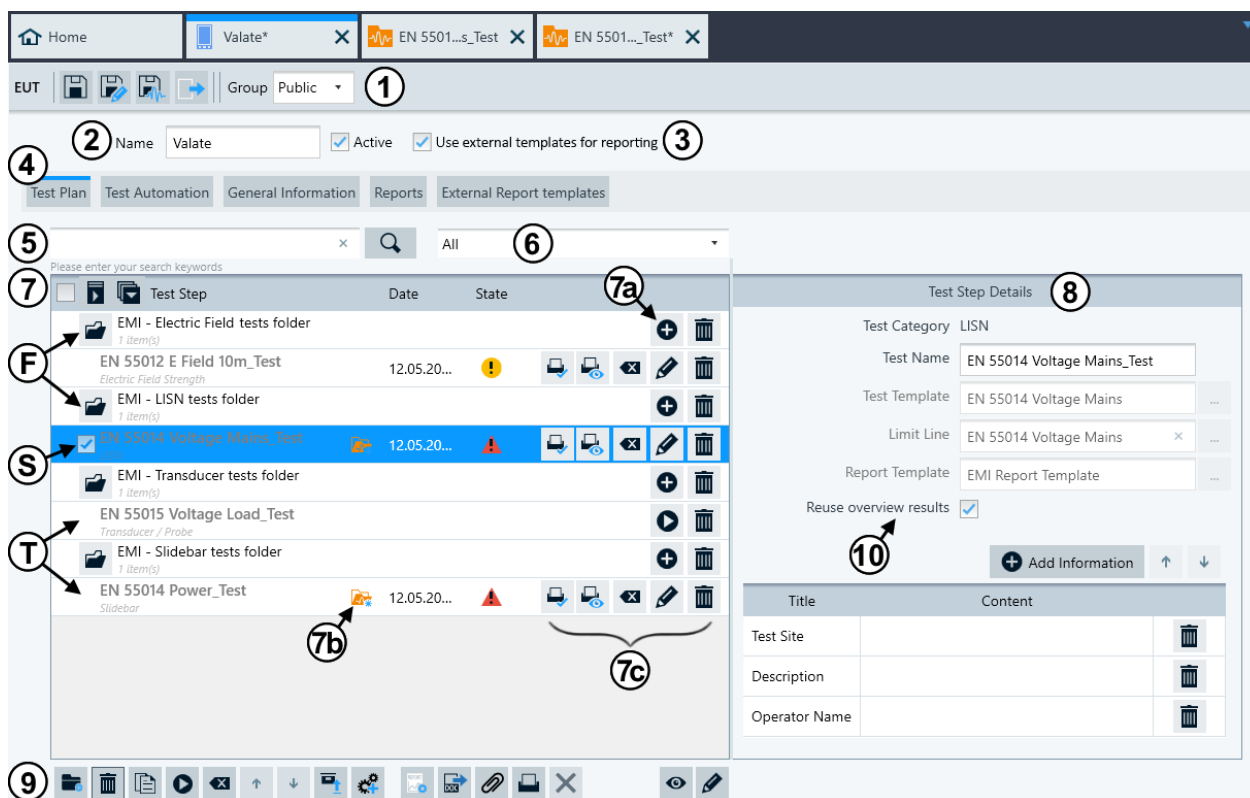 Home
Valate*
EN 5501...s_Test
EN 5501..._Test*
EUT
Group
Public
1
2
Name
Valate
Active
Use external templates for reporting
3
4
Test Plan
Test Automation
General Information
Reports
External Report templates
5
All
6
Please enter your search keywords
7
Test Step
Date
State
7a
Test Step Details
8
EMI - Electric Field tests folder
1 item(s)
F
EN 55012 E Field 10m_Test
Electric Field Strength
12.05.20...
EMI - LISN tests folder
1 item(s)
S
EN 55014 Voltage Mains_Test
12.05.20...
EMI - Transducer tests folder
1 item(s)
T
EN 55015 Voltage Load_Test
Transducer / Probe
EMI - Slidebar tests folder
1 item(s)
EN 55014 Power_Test
Slidebar
12.05.20...
7b
7c
Test Category LISN
Test Name EN 55014 Voltage Mains_Test
Test Template EN 55014 Voltage Mains ...
Limit Line EN 55014 Voltage Mains ...
Report Template EMI Report Template ...
Reuse overview results
10
Add Information
Title
Content
Test Site
Description
Operator Name
9
DOC